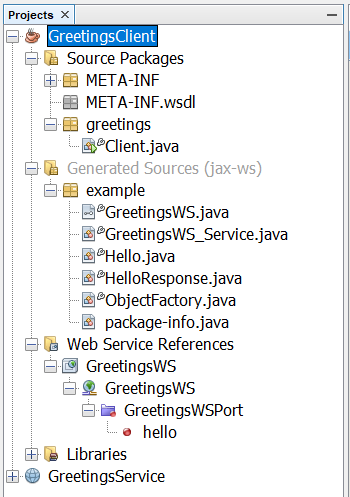 Projects
GreetingsClient
Source Packages
META-INF
META-INF.wsdl
greetings
Client.java
Generated Sources (jax-ws)
example
GreetingsWS.java
GreetingsWS_Service.java
Hello.java
HelloResponse.java
ObjectFactory.java
package-info.java
Web Service References
GreetingsWS
GreetingsWS
GreetingsWSPort
hello
Libraries
GreetingsService